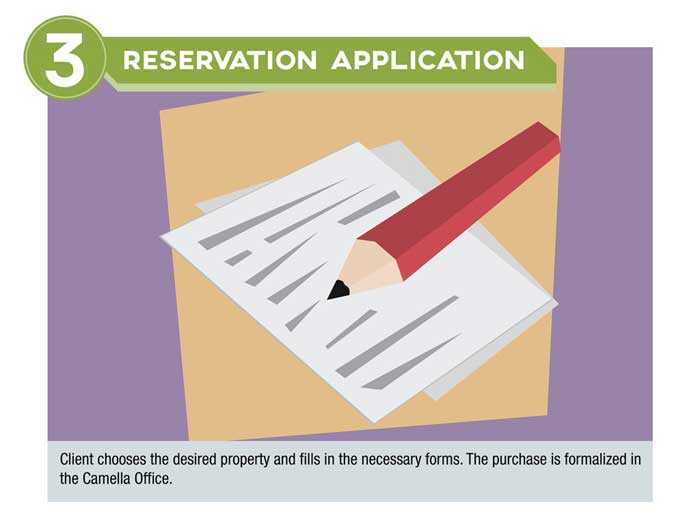 3
RESERVATION APPLICATION
Client chooses the desired property and fills in the necessary forms. The purchase is formalized in
the Camella Office.